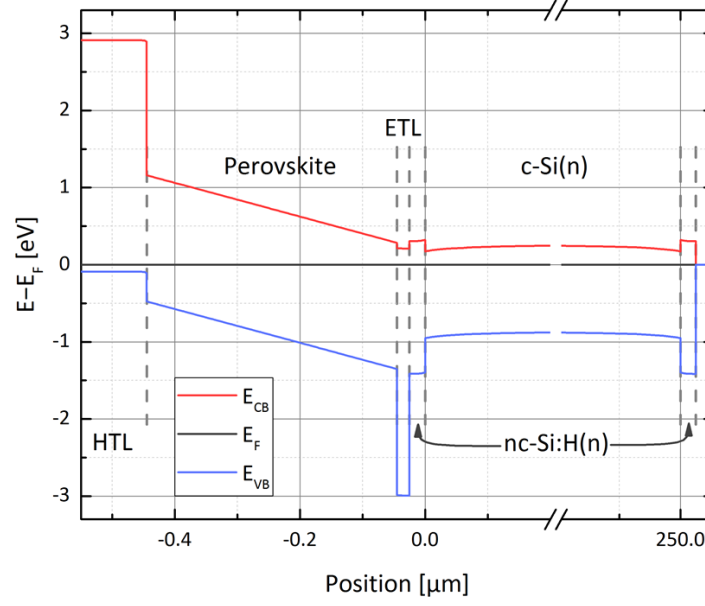 3
2
1
0
-1
-2
-3
E−E_F [eV]
ETL
Perovskite
c-Si(n)
E_CB
E_F
E_VB
HTL
nc-Si:H(n)
-0.4
-0.2
0.0
250.0
Position [µm]